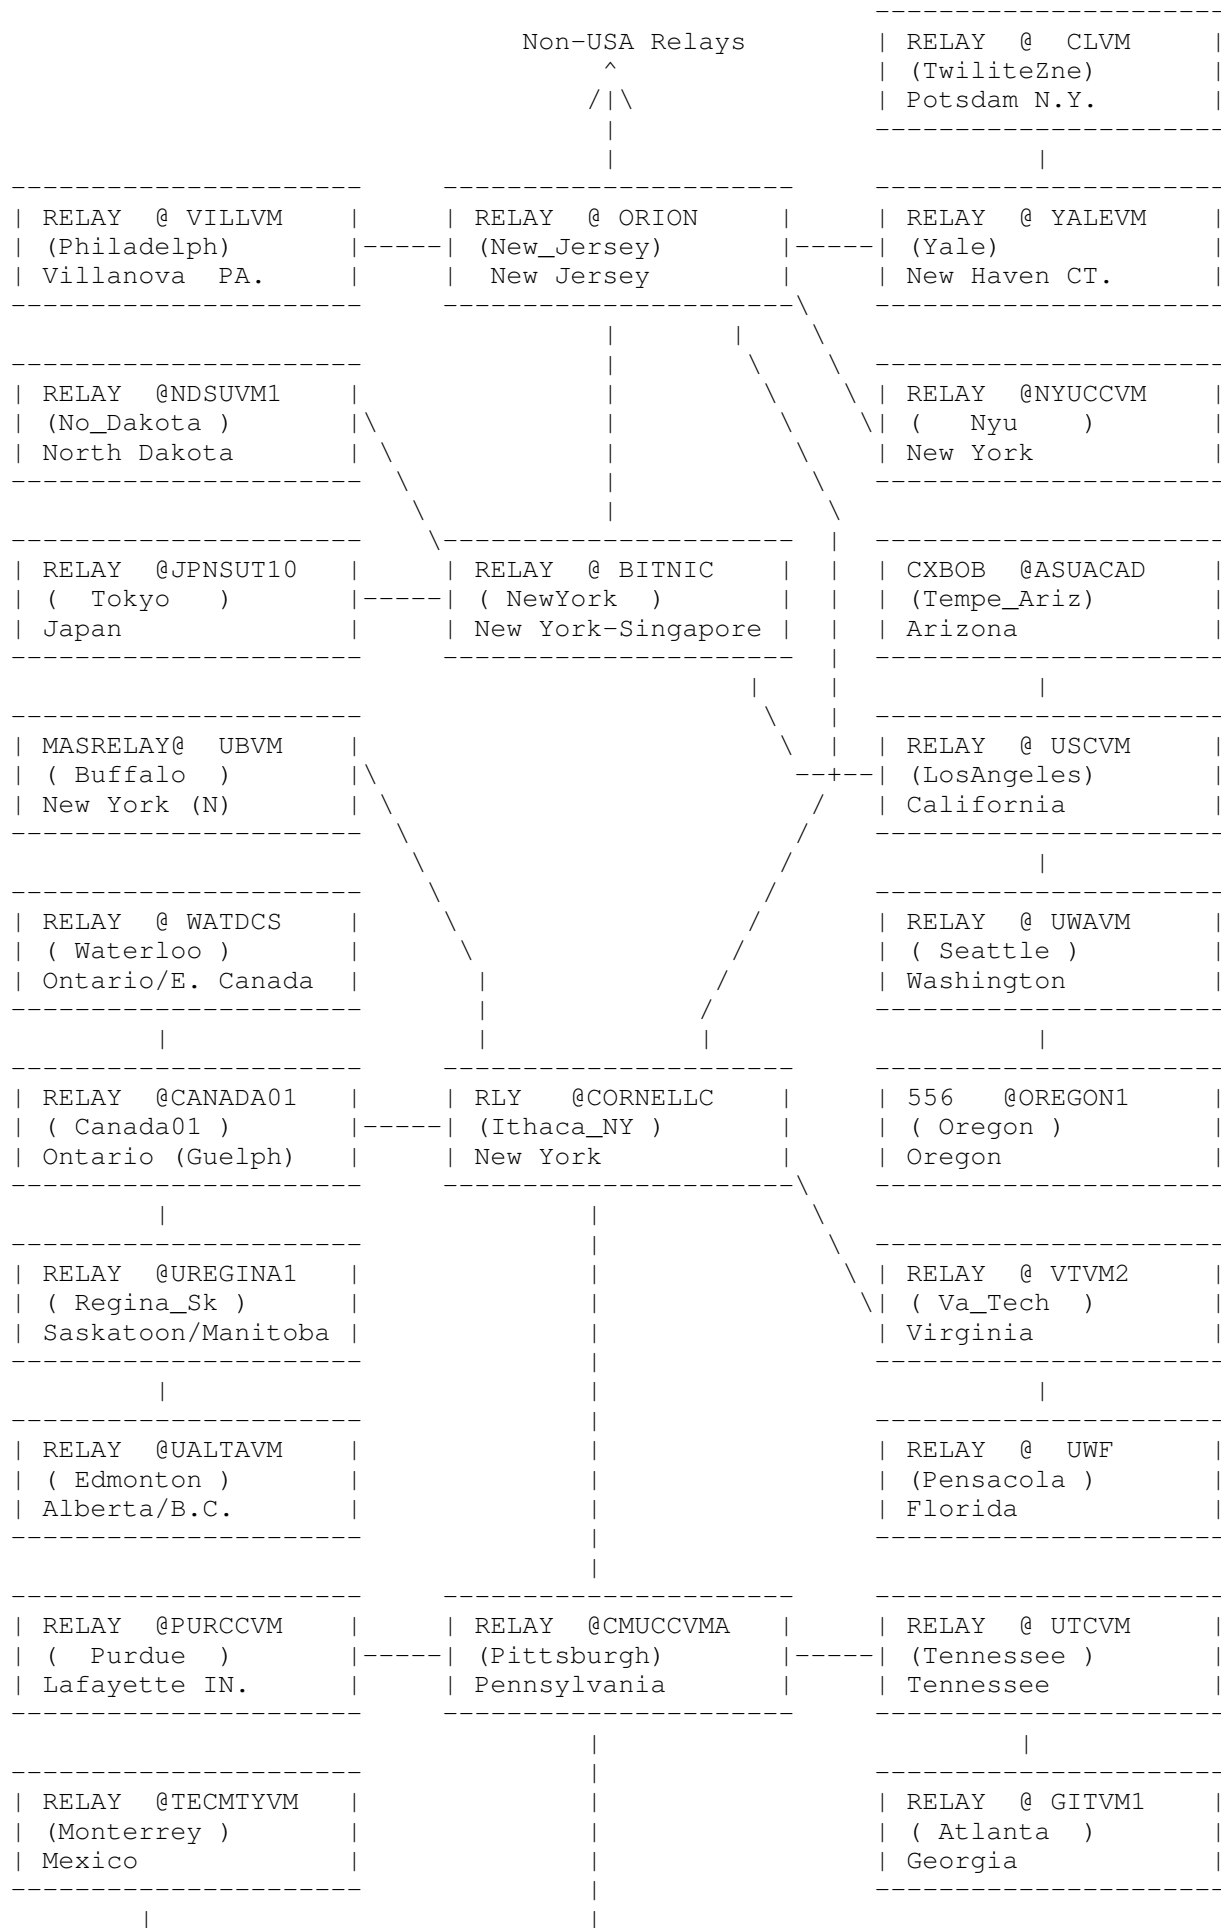 Non-USA Relays
RELAY @ CLVM
(TwiliteZne)
Potsdam N.Y.
RELAY @ VILLVM
(Philadelph)
Villanova PA.
RELAY @ ORION
(New_Jersey)
New Jersey
RELAY @ YALEVM
(Yale)
New Haven CT.
RELAY @NDSUVM1
(No_Dakota )
North Dakota
RELAY @NYUCCVM
( Nyu )
New York
RELAY @JPNSUT10
( Tokyo )
Japan
RELAY @ BITNIC
( NewYork )
New York-Singapore
CXBOB @ASUACAD
(Tempe_Ariz)
Arizona
MASRELAY@ UBVM
( Buffalo )
New York (N)
RELAY @ USCVM
(LosAngeles)
California
RELAY @ WATDCS
( Waterloo )
Ontario/E. Canada
RELAY @ UWAVM
( Seattle )
Washington
RELAY @CANADA01
( Canada01 )
Ontario (Guelph)
RLY @CORNELLC
(Ithaca_NY )
New York
556 @OREGON1
( Oregon )
Oregon
RELAY @UREGINA1
( Regina_Sk )
Saskatoon/Manitoba
RELAY @ VTVM2
( Va_Tech )
Virginia
RELAY @UALTAVM
( Edmonton )
Alberta/B.C.
RELAY @ UWF
(Pensacola )
Florida
RELAY @PURCCVM
( Purdue )
Lafayette IN.
RELAY @CMUCCVMA
(Pittsburgh)
Pennsylvania
RELAY @ UTCVM
(Tennessee )
Tennessee
RELAY @TECMTYVM
(Monterrey )
Mexico
RELAY @ GITVM1
( Atlanta )
Georgia